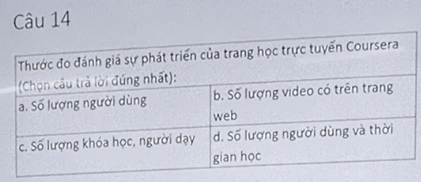 Câu 14
Thước đo đánh giá sự phát triển của trang học trực tuyến Coursera
(Chọn câu trả lời đúng nhất):
a. Số lượng người dùng
b. Số lượng video có trên trang
web
c. Số lượng khóa học, người dạy
d. Số lượng người dùng và thời
gian học